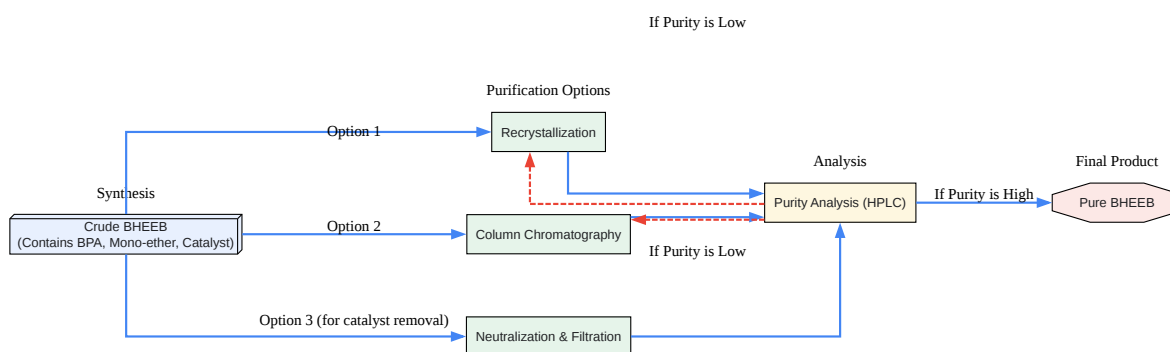 If Purity is Low
Purification Options
Option 1
Recrystallization
Synthesis
Analysis
Final Product
Crude BHEEB
(Contains BPA, Mono-ether, Catalyst)
Option 2
Column Chromatography
Purity Analysis (HPLC)
If Purity is High
Pure BHEEB
If Purity is Low
Option 3 (for catalyst removal)
Neutralization & Filtration